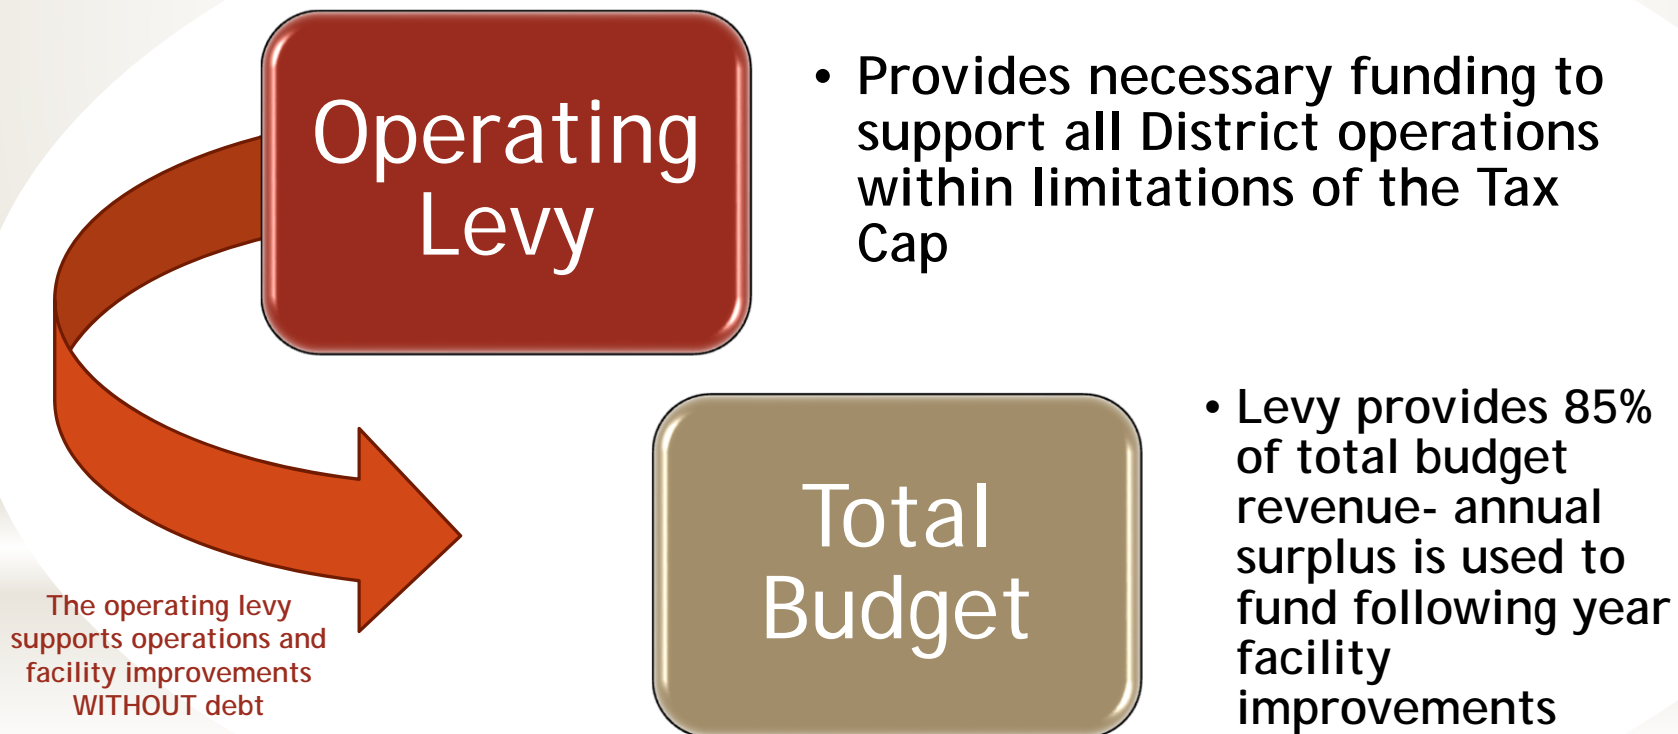 Operating
Levy
• Provides necessary funding to
support all District operations
within limitations of the Tax
Cap
Total
Budget
• Levy provides 85%
of total budget
revenue- annual
surplus is used to
fund following year
facility
improvements
The operating levy
supports operations and
facility improvements
WITHOUT debt